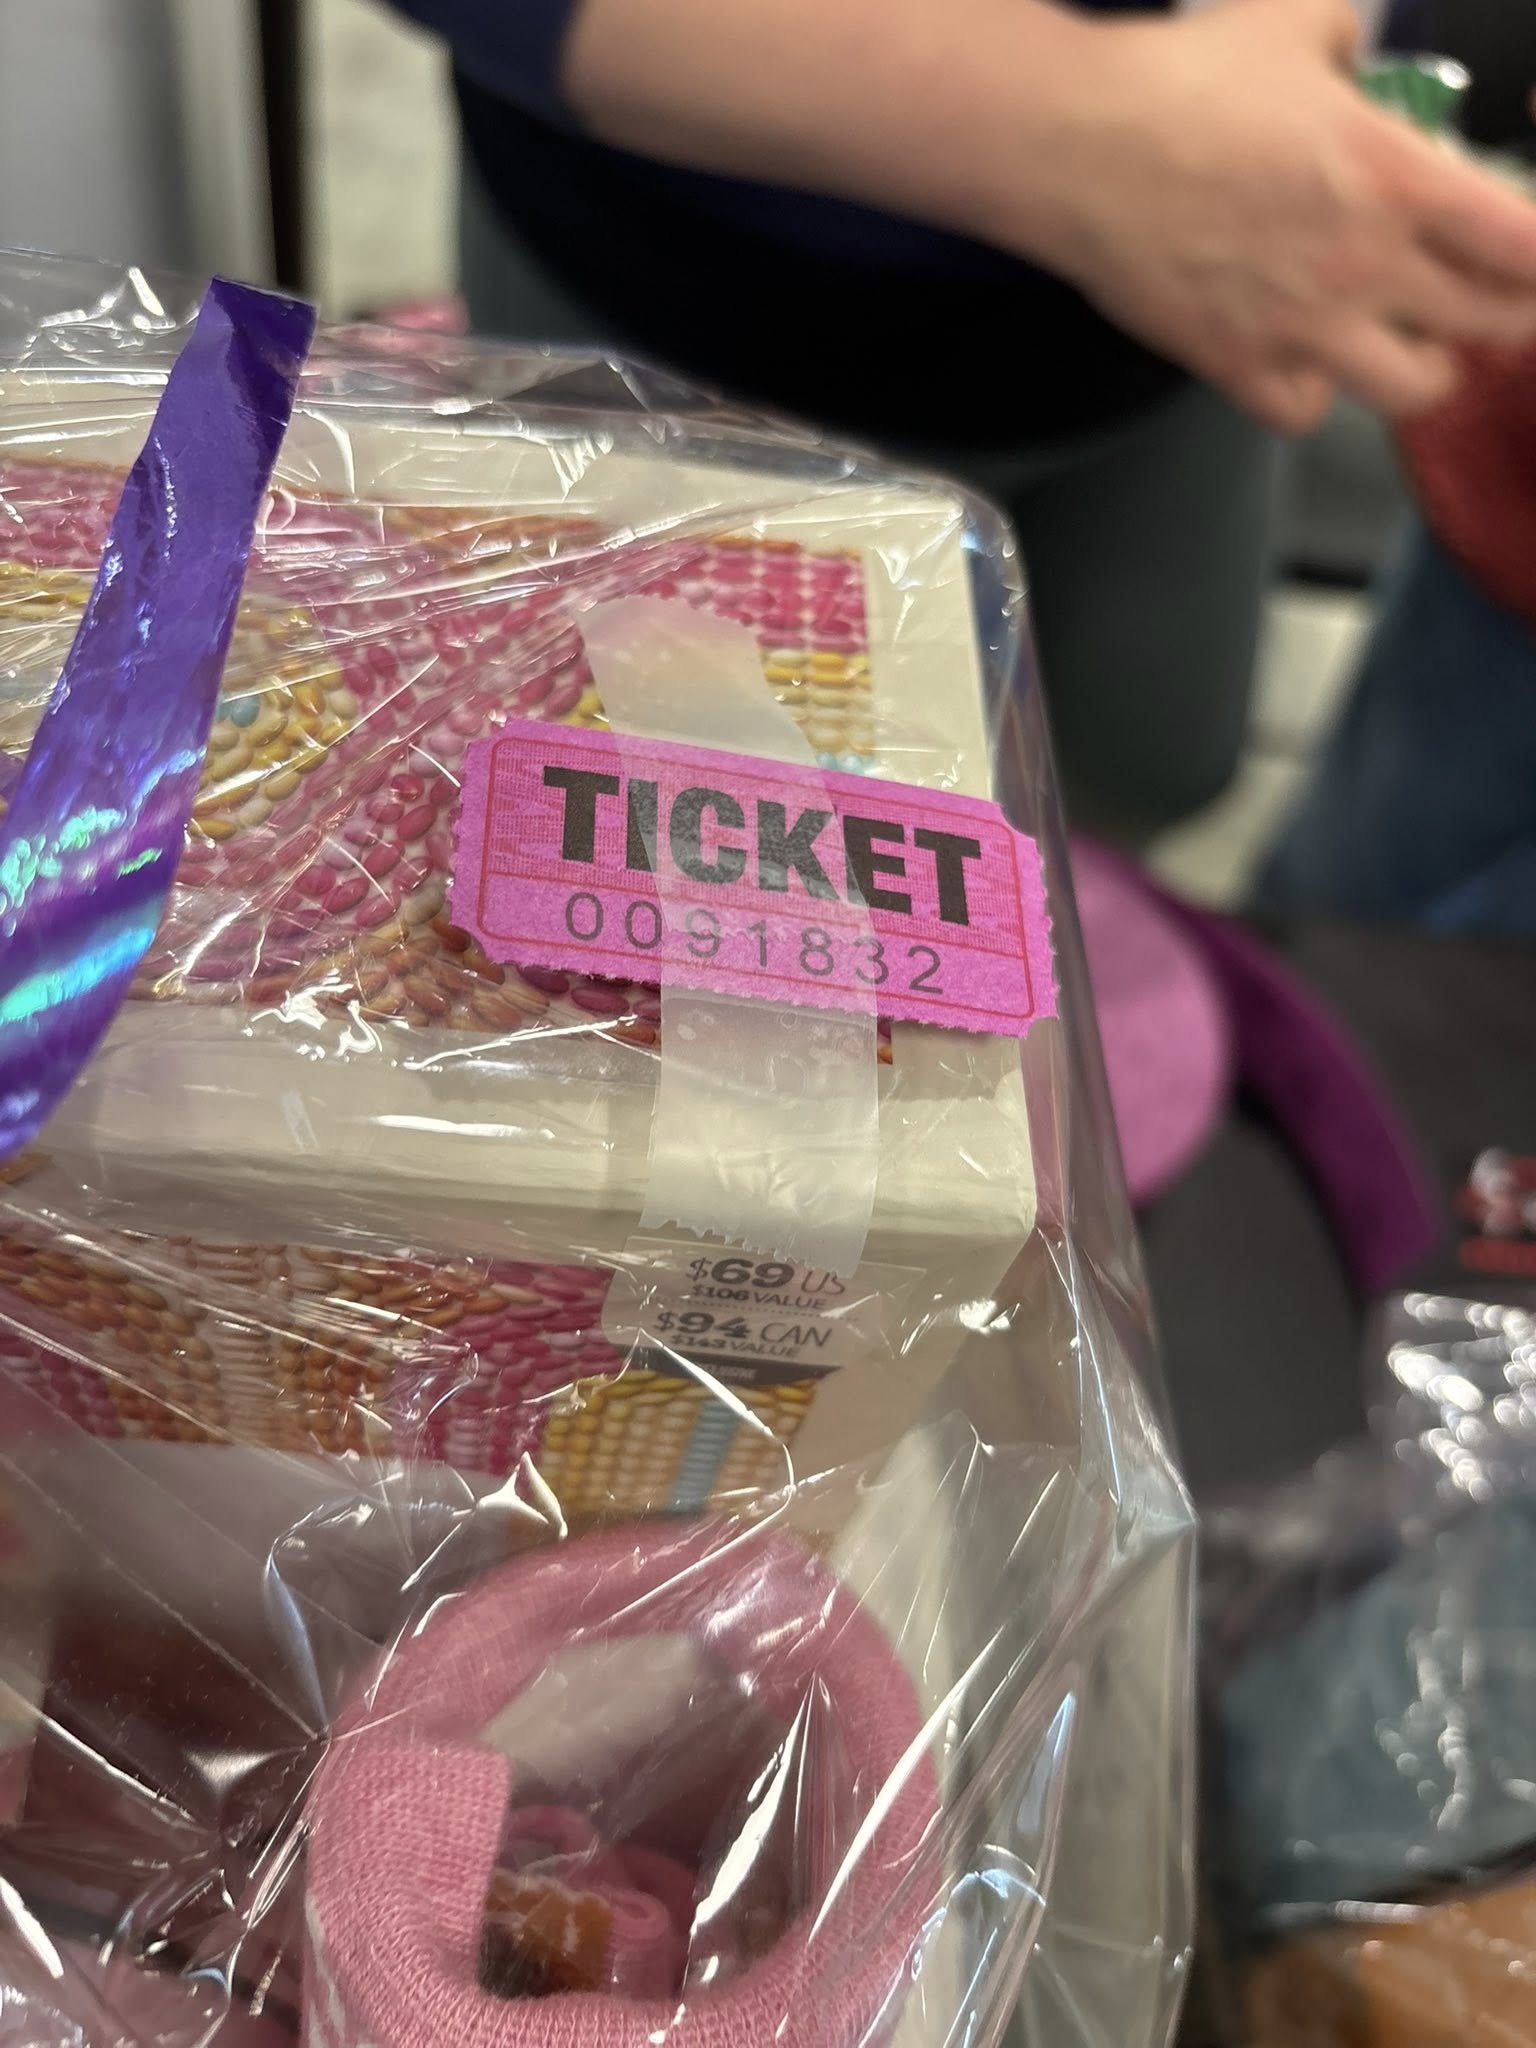 TICKET
0091832
$69 US
$106 VALUE
$94 CAN
$143 VALUE